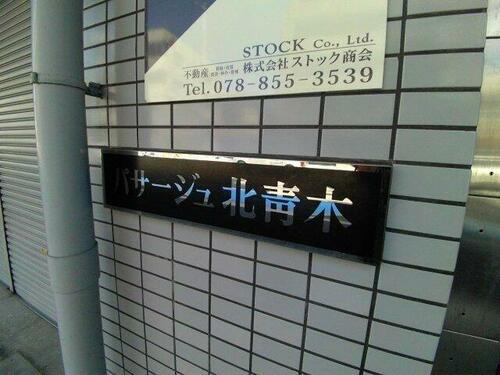 STOCK Co., Ltd.
不動産 株式会社ストック商会
Tel. 078-855-3539
パサージュ北青木